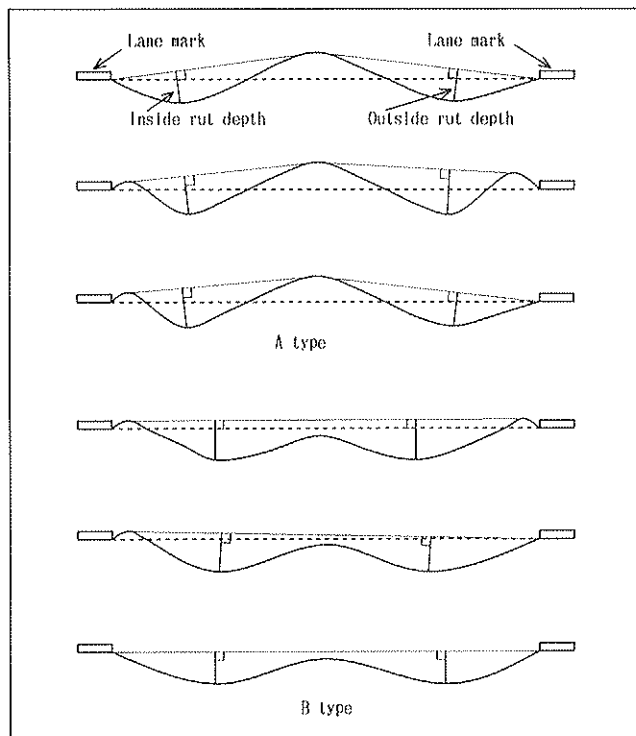 Lane mark
Lane mark
Inside rut depth
Outside rut depth
A type
B type